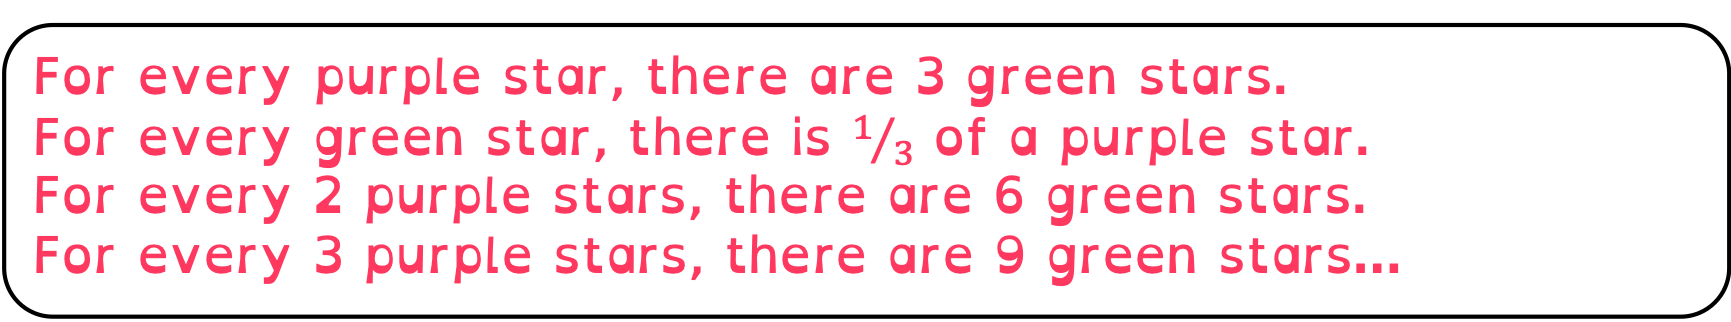 For every purple star, there are 3 green stars.
For every green star, there is ⅓ of a purple star.
For every 2 purple stars, there are 6 green stars.
For every 3 purple stars, there are 9 green stars...